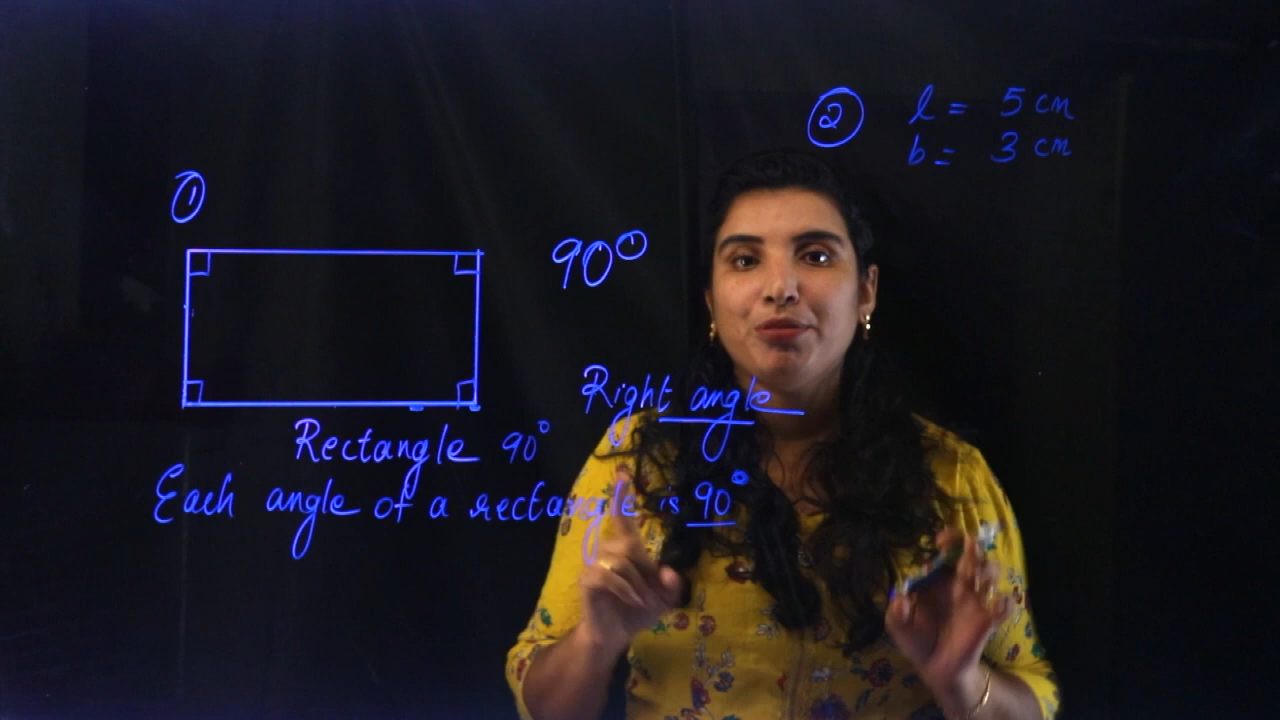 ②
l = 5 cm
b = 3 cm
①
90°
Right angle
Rectangle 90°
Each angle of a rectangle is 90°